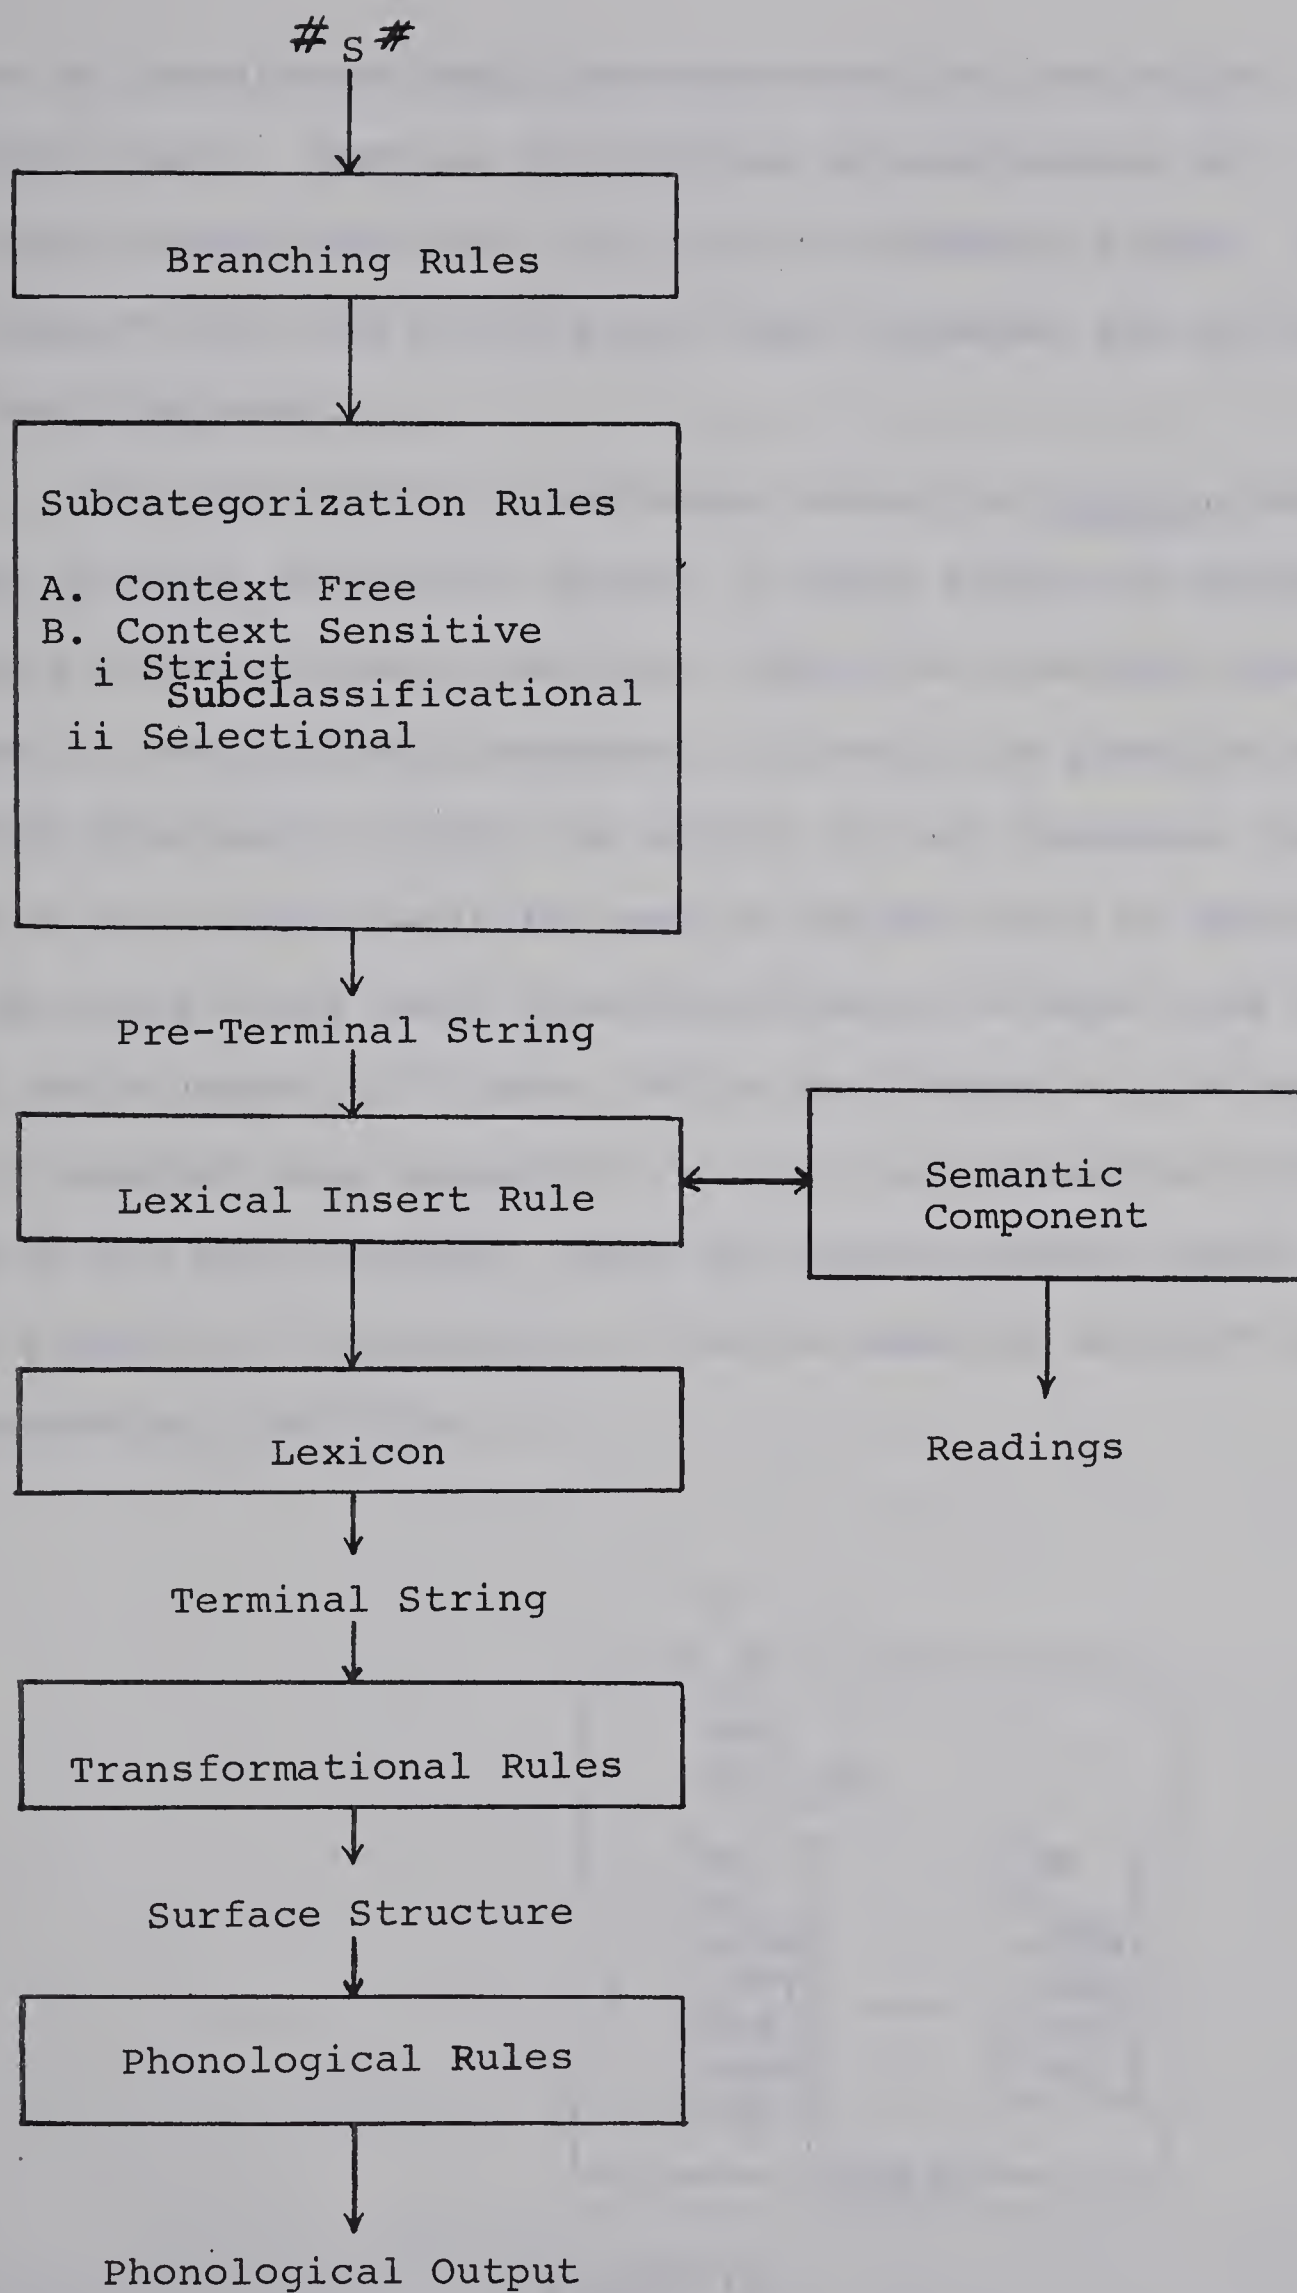 # S #
Branching Rules
Subcategorization Rules
A. Context Free
B. Context Sensitive
i Strict
Subclassificational
ii Selectional
Pre-Terminal String
Lexical Insert Rule
Semantic
Component
Lexicon
Readings
Terminal String
Transformational Rules
Surface Structure
Phonological Rules
Phonological Output